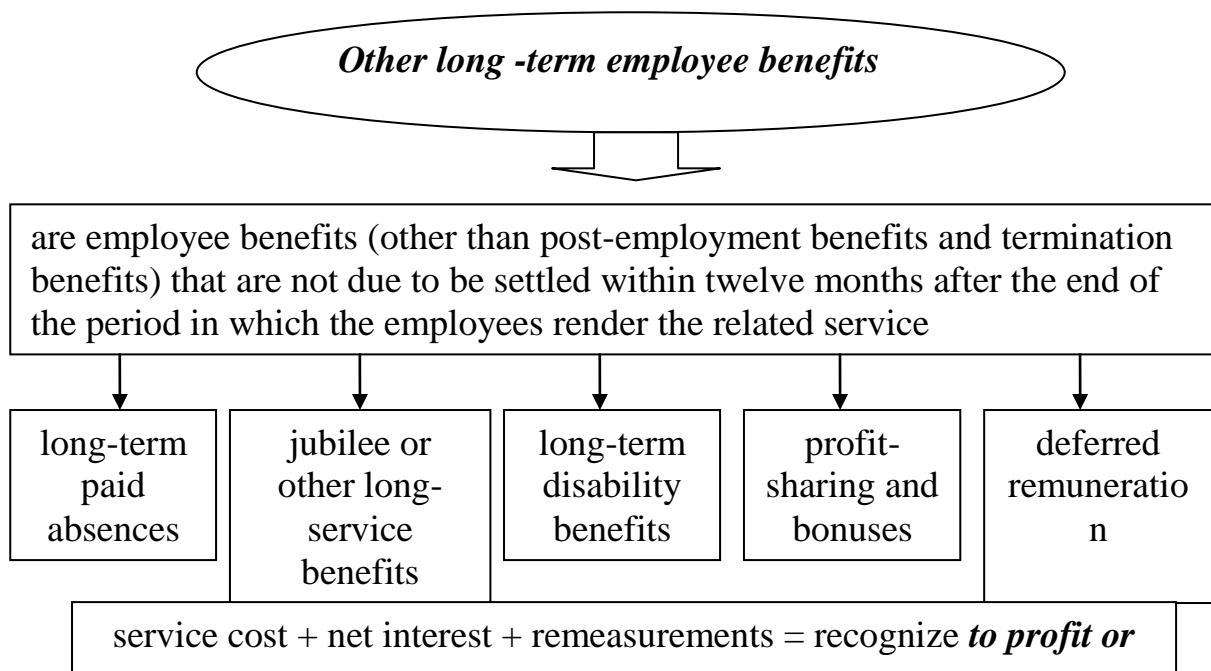 Other long -term employee benefits
are employee benefits (other than post-employment benefits and termination
benefits) that are not due to be settled within twelve months after the end of
the period in which the employees render the related service
long-term
paid
absences
jubilee or
other long-
service
benefits
long-term
disability
benefits
profit-
sharing and
bonuses
deferred
remuneratio
n
service cost + net interest + remeasurements = recognize to profit or